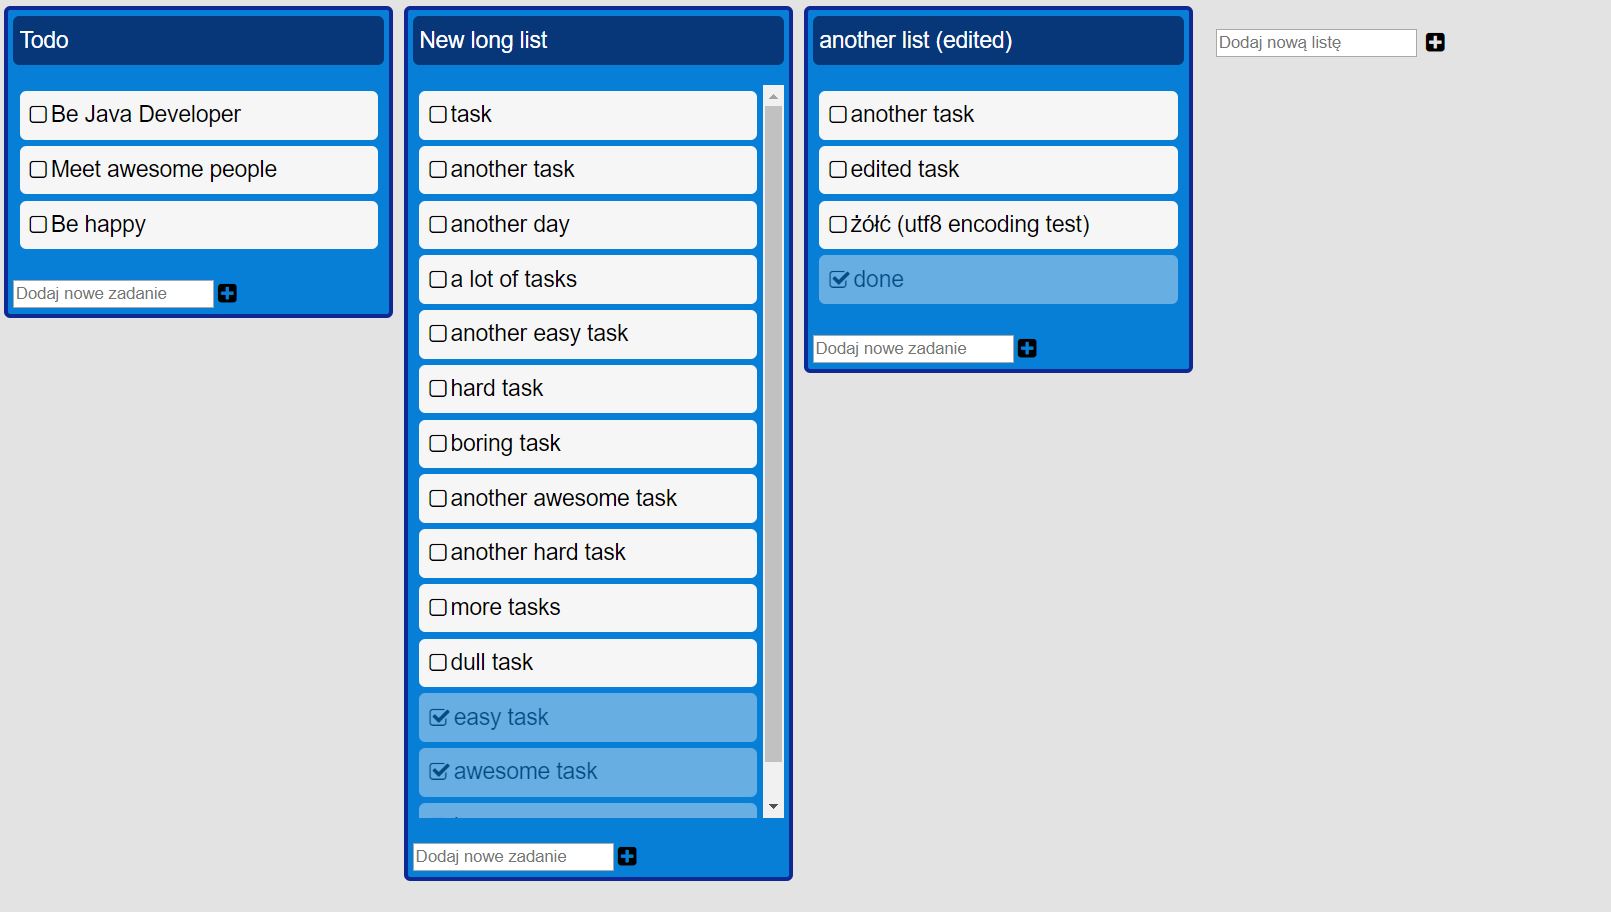 Todo
Be Java Developer
Meet awesome people
Be happy
Dodaj nowe zadanie
New long list
task
another task
another day
a lot of tasks
another easy task
hard task
boring task
another awesome task
another hard task
more tasks
dull task
easy task
awesome task
Dodaj nowe zadanie
another list (edited)
another task
edited task
żółć (utf8 encoding test)
done
Dodaj nowe zadanie
Dodaj nową listę